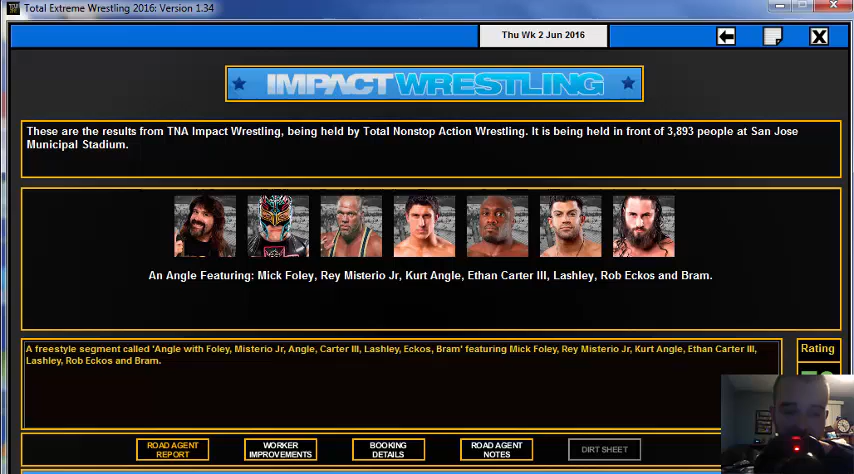 Total Extreme Wrestling 2016: Version 1.34
Thu Wk 2 Jun 2016
IMPACT WRESTLING
These are the results from TNA Impact Wrestling, being held by Total Nonstop Action Wrestling. It is being held in front of 3,893 people at San Jose
Municipal Stadium.
An Angle Featuring: Mick Foley, Rey Misterio Jr, Kurt Angle, Ethan Carter III, Lashley, Rob Eckos and Bram.
A freestyle segment called 'Angle with Foley, Misterio Jr, Angle, Carter III, Lashley, Eckos, Bram' featuring Mick Foley, Rey Misterio Jr, Kurt Angle, Ethan Carter III,
Lashley, Rob Eckos and Bram.
Rating
ROAD AGENT
REPORT
WORKER
IMPROVEMENTS
BOOKING
DETAILS
ROAD AGENT
NOTES
DIRT SHEET